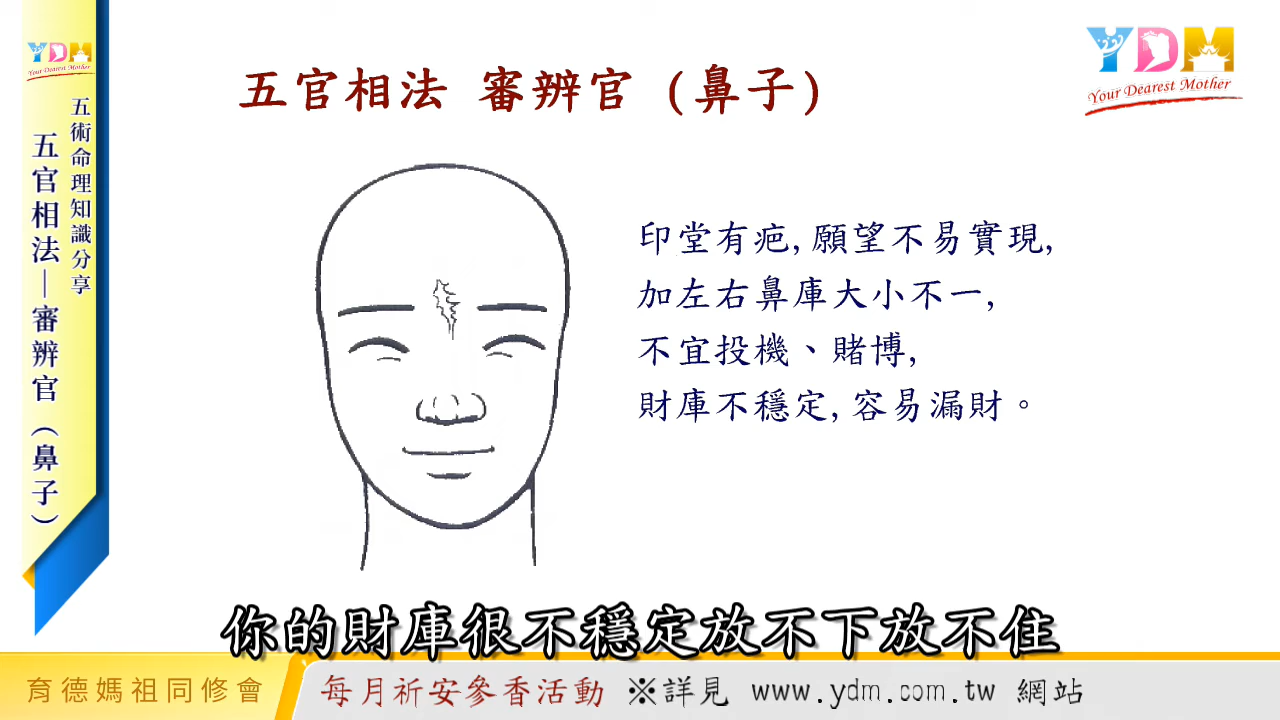 YDM
Your Dearest Mother
五術命理知識分享
五官相法—審辨官（鼻子）
五官相法 審辨官（鼻子）
YDM
Your Dearest Mother
印堂有疤,願望不易實現,
加左右鼻庫大小不一,
不宜投機、賭博,
財庫不穩定,容易漏財。
你的財庫很不穩定放不下放不住
育德媽祖同修會
每月祈安參香活動 ※詳見 www.ydm.com.tw 網站